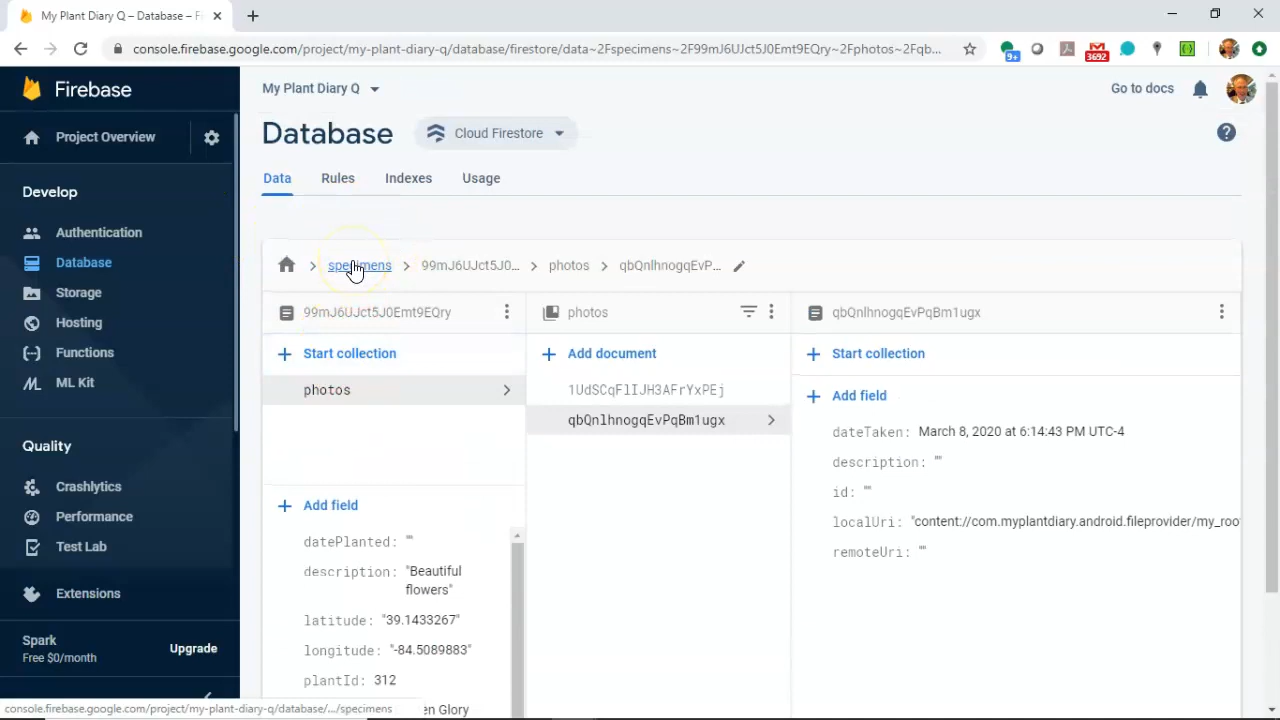 My Plant Diary Q – Database – Fi
console.firebase.google.com/project/my-plant-diary-q/database/firestore/data~2Fspecimens~2F99mJ6UJct5J0Emt9EQry~2Fphotos~2Fqb...
9+
3692
Firebase
My Plant Diary Q
Go to docs
Project Overview
Database
Cloud Firestore
Data
Rules
Indexes
Usage
Develop
Authentication
Database
Storage
Hosting
Functions
ML Kit
Quality
Crashlytics
Performance
Test Lab
Extensions
Spark
Free $0/month
Upgrade
specimens
99mJ6UJct5J0...
photos
qbQnlhnogqEvP...
99mJ6UJct5J0Emt9EQry
Start collection
photos
Add field
datePlanted: ""
description: "Beautiful
flowers"
latitude: "39.1433267"
longitude: "-84.5089883"
plantId: 312
en Glory
photos
Add document
1UdSCqFlIJH3AFrYxPEj
qbQnlhnogqEvPqBm1ugx
qbQnlhnogqEvPqBm1ugx
Start collection
Add field
dateTaken: March 8, 2020 at 6:14:43 PM UTC-4
description: ""
id: ""
localUri: "content://com.myplantdiary.android.fileprovider/my_roo
remoteUri: ""
console.firebase.google.com/project/my-plant-diary-q/database/.../specimens